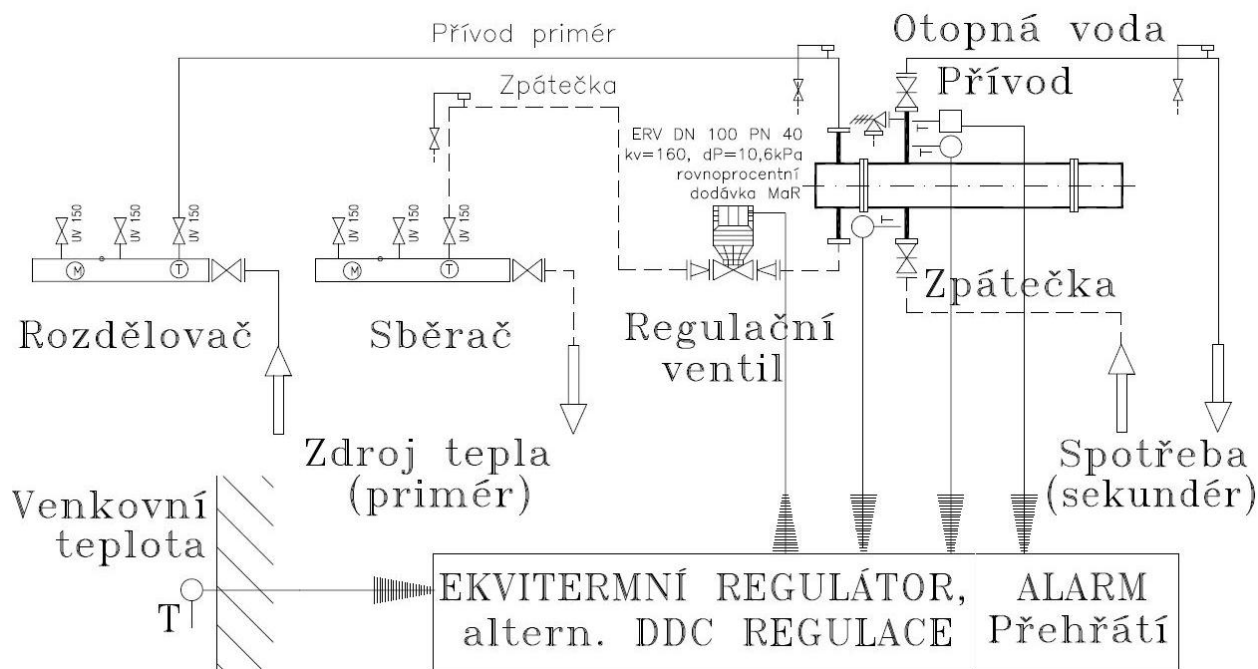 Přívod primér
Otopná voda
Přívod
Zpátečka
ERV DN 100 PN 40
kv=160, dP=10,6kPa
rovnoprocentní
dodávka MaR
T
T
T
UV 150
UV 150
UV 150
UV 150
UV 150
UV 150
M
T
M
T
Rozdělovač
Sběrač
Regulační
ventil
Zpátečka
Zdroj tepla
(primér)
Spotřeba
(sekundér)
Venkovní
teplota
T
EKVITERMNÍ REGULÁTOR,
altern. DDC REGULACE
ALARM
Přehřátí